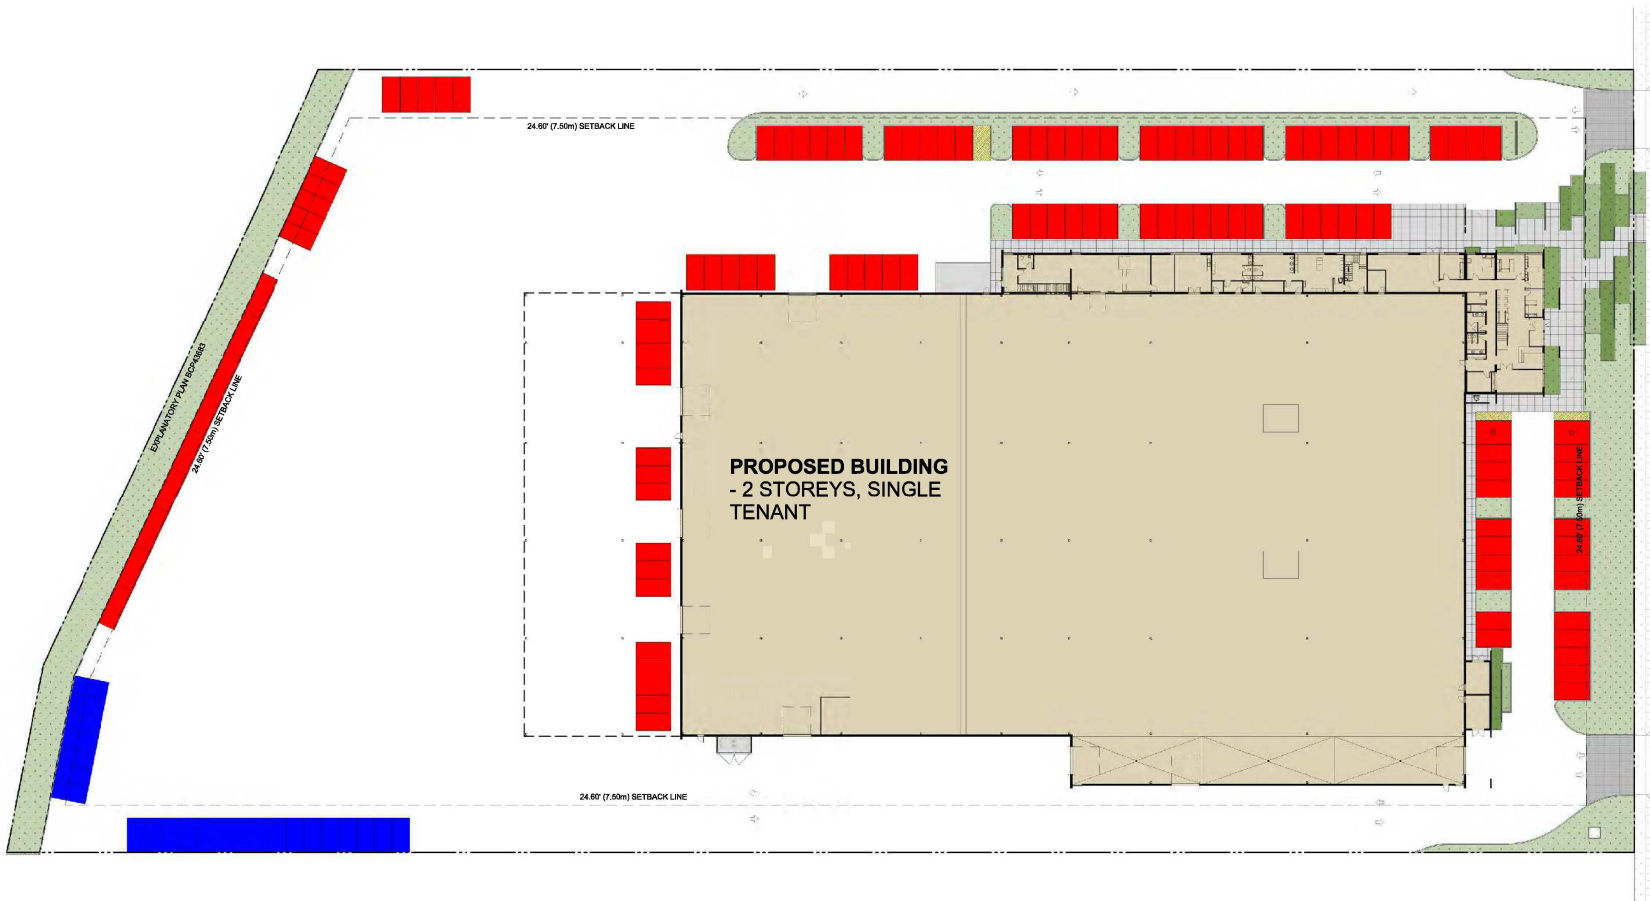 24.60' (7.50m) SETBACK LINE
EXPLANATORY PLAN BCP43683
24.60' (7.50m) SETBACK LINE
PROPOSED BUILDING
- 2 STOREYS, SINGLE
TENANT
24.60' (7.50m) SETBACK LINE
24.60' (7.50m) SETBACK LINE